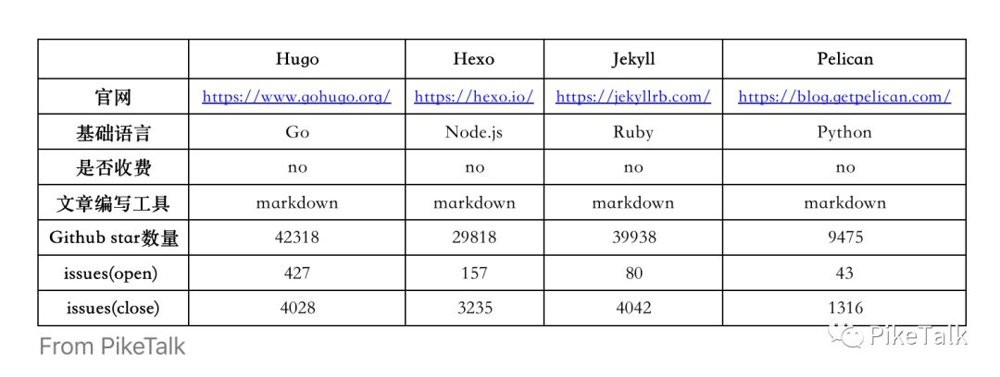 Hugo Hexo Jekyll Pelican
官网 https://www.gohugo.org/ https://hexo.io/ https://jekyllrb.com/ https://blog.getpelican.com/
基础语言 Go Node.js Ruby Python
是否收费 no no no no
文章编写工具 markdown markdown markdown markdown
Github star数量 42318 29818 39938 9475
issues(open) 427 157 80 43
issues(close) 4028 3235 4042 1316
PikeTalk
From PikeTalk